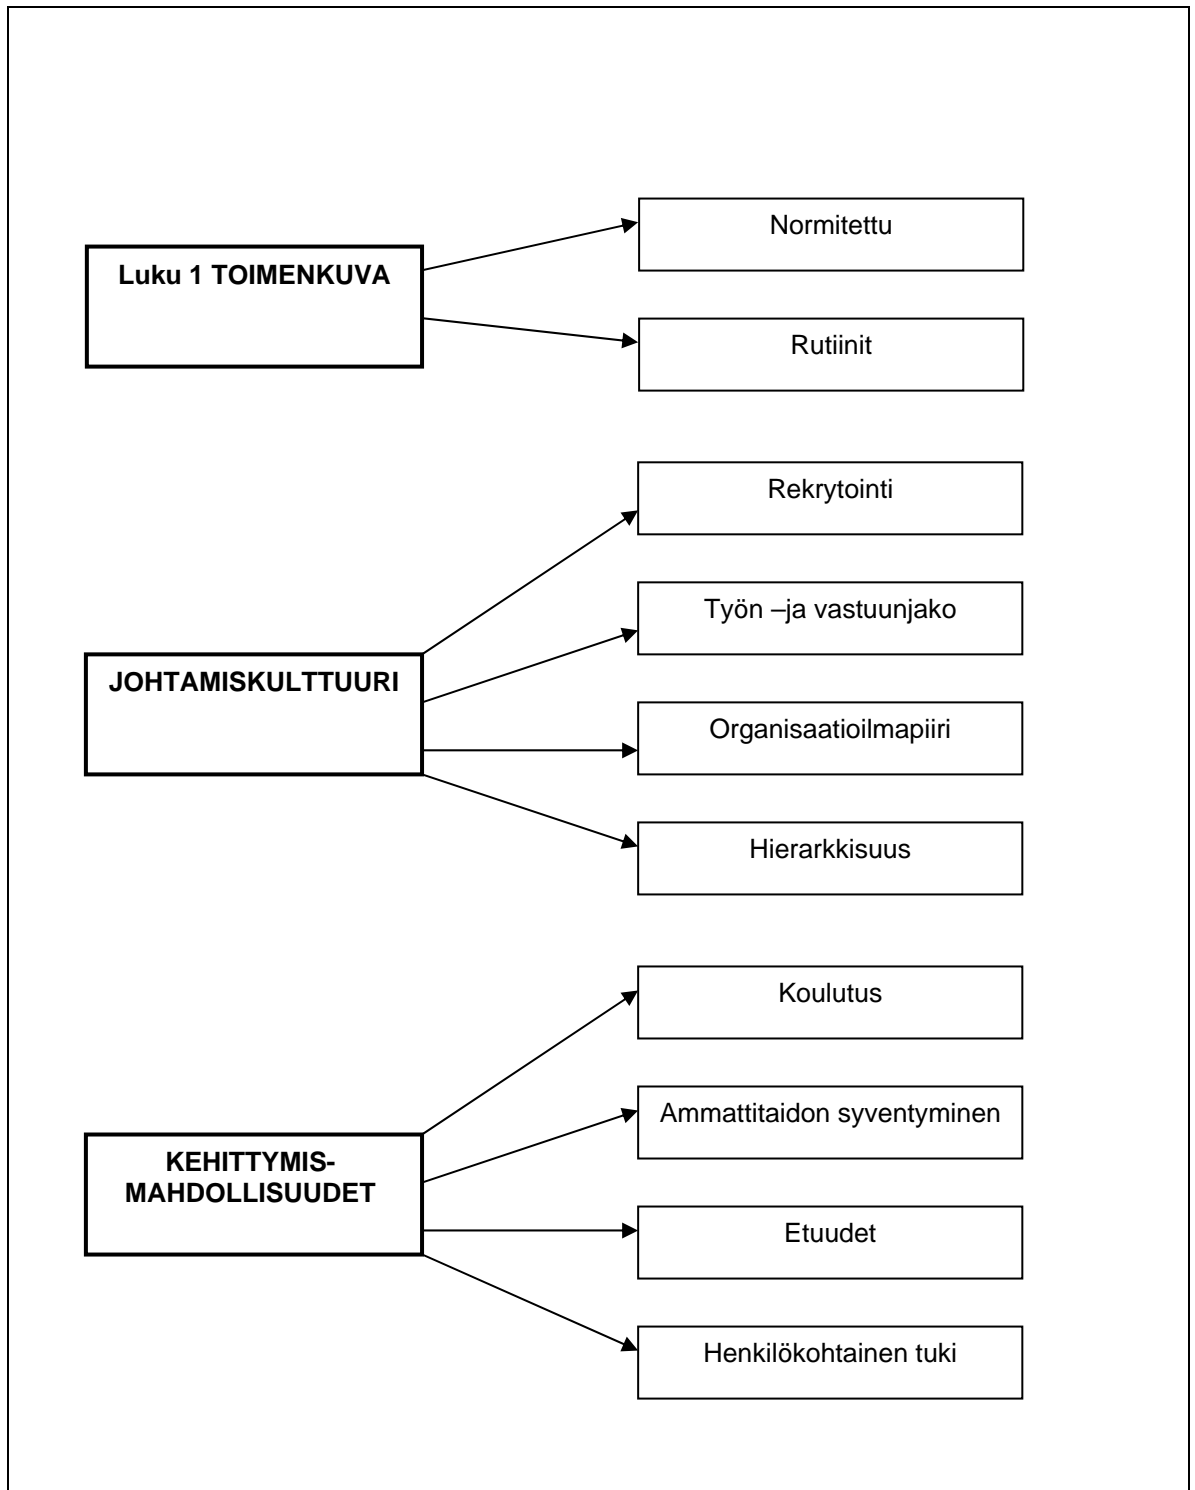 Luku 1 TOIMENKUVA
Normitettu
Rutiinit
JOHTAMISKULTTUURI
Rekrytointi
Työn –ja vastuunjako
Organisaatioilmapiiri
Hierarkkisuus
KEHITTYMIS-
MAHDOLLISUUDET
Koulutus
Ammattitaidon syventyminen
Etuudet
Henkilökohtainen tuki